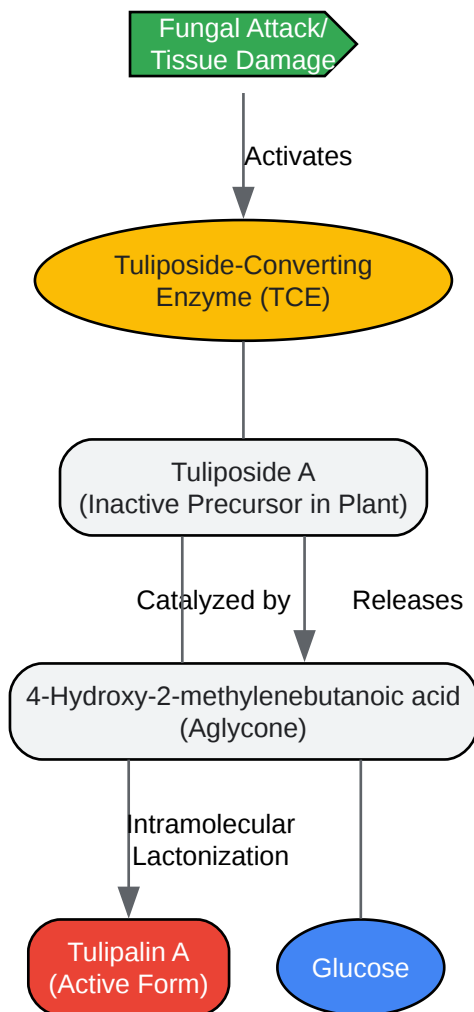 Fungal Attack/
Tissue Damage
Activates
Tuliposide-Converting
Enzyme (TCE)
Tuliposide A
(Inactive Precursor in Plant)
Catalyzed by
Releases
4-Hydroxy-2-methylenebutanoic acid
(Aglycone)
Intramolecular
Lactonization
Tulipalin A
(Active Form)
Glucose